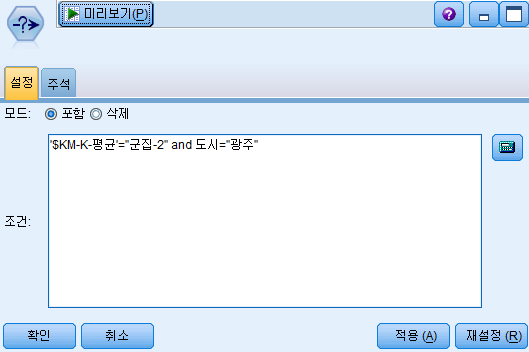 미리보기(P)
설정 주석
모드: 포함 삭제
'$KM-K-평균'="군집-2" and 도시="광주"
조건:
확인 취소 적용 (A) 재설정 (R)